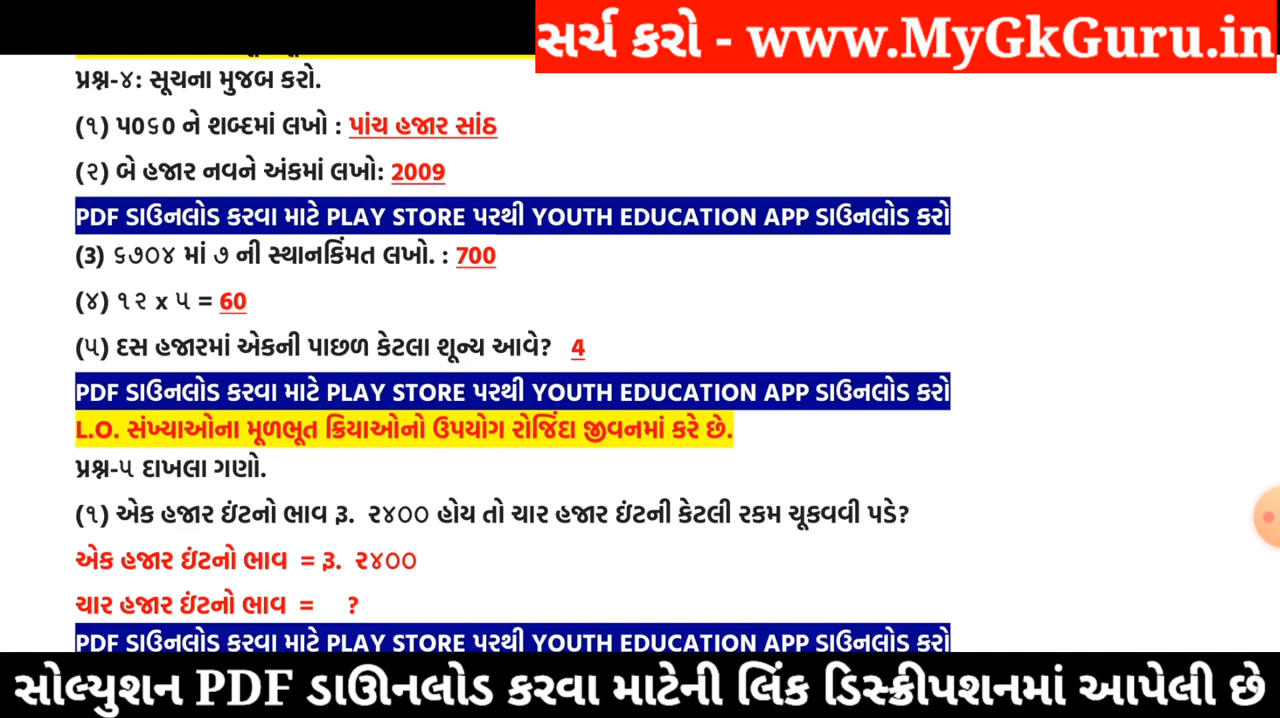 સર્ચ કરો - www.MyGkGuru.in
પ્રશ્ન-૪: સૂચના મુજબ કરો.
(૧) ૫૦૬૦ ને શબ્દમાં લખો : પાંચ હજાર સાંઠ
(૨) બે હજાર નવને અંકમાં લખો: 2009
PDF ડાઉનલોડ કરવા માટે PLAY STORE પરથી YOUTH EDUCATION APP ડાઉનલોડ કરો
(૩) ૬૭૦૪ માં ૭ ની સ્થાનકિંમત લખો. : 700
(૪) ૧૨ x ૫ = 60
(૫) દસ હજારમાં એકની પાછળ કેટલા શૂન્ય આવે? 4
PDF ડાઉનલોડ કરવા માટે PLAY STORE પરથી YOUTH EDUCATION APP ડાઉનલોડ કરો
L.O. સંખ્યાઓના મૂળભૂત ક્રિયાઓનો ઉપયોગ રોજિંદા જીવનમાં કરે છે.
પ્રશ્ન-૫ દાખલા ગણો.
(૧) એક હજાર ઇંટનો ભાવ રૂ. ૨૪૦૦ હોય તો ચાર હજાર ઇંટની કેટલી રકમ ચૂકવવી પડે?
એક હજાર ઇંટનો ભાવ = રૂ. ૨૪૦૦
ચાર હજાર ઇંટનો ભાવ = ?
PDF ડાઉનલોડ કરવા માટે PLAY STORE પરથી YOUTH EDUCATION APP ડાઉનલોડ કરો
સોલ્યુશન PDF ડાઊનલોડ કરવા માટેની લિંક ડિસ્ક્રીપશનમાં આપેલી છે